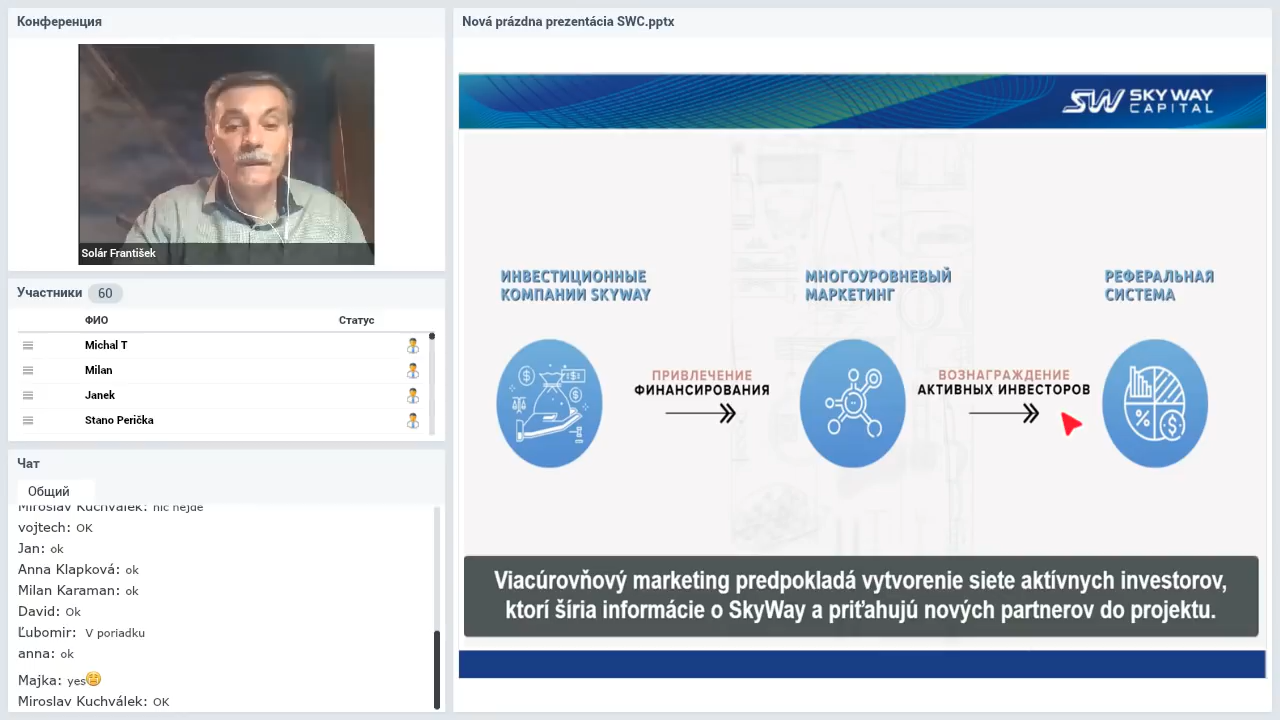 Конференция
Solár František
Участники 60
ФИО Статус
Michal T
Milan
Janek
Stano Perička
Чат
Общий
Miroslav Kuchválek: nic nejde
vojtech: OK
Jan: ok
Anna Klapková: ok
Milan Karaman: ok
David: Ok
Ľubomir: V poriadku
anna: ok
Majka: yes
Miroslav Kuchválek: OK
Nová prázdna prezentácia SWC.pptx
SW SKY WAY
CAPITAL
ИНВЕСТИЦИОННЫЕ
КОМПАНИИ SKYWAY
ПРИВЛЕЧЕНИЕ
ФИНАНСИРОВАНИЯ
МНОГОУРОВНЕВЫЙ
МАРКЕТИНГ
ВОЗНАГРАЖДЕНИЕ
АКТИВНЫХ ИНВЕСТОРОВ
РЕФЕРАЛЬНАЯ
СИСТЕМА
Viacúrovňový marketing predpokladá vytvorenie siete aktívnych investorov,
ktorí šíria informácie o SkyWay a priťahujú nových partnerov do projektu.